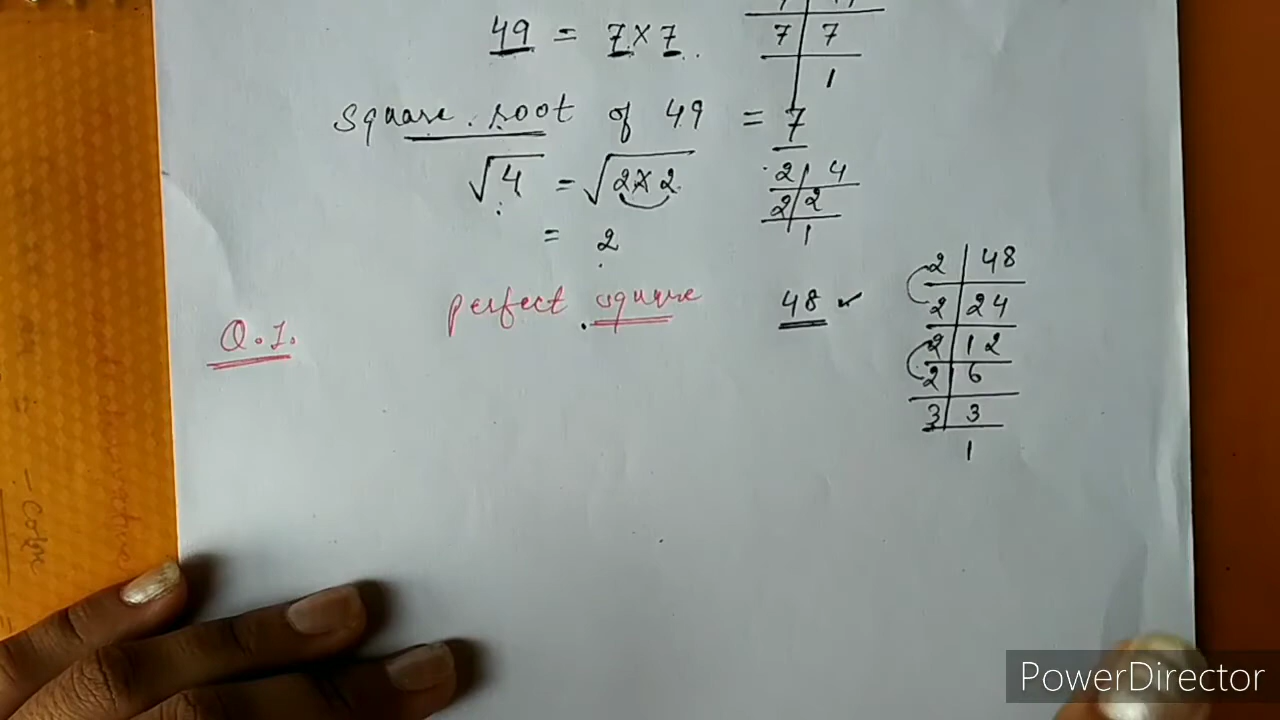 49 = 7 × 7
7 | 7
1
square root of 49 = 7
√4 = √2×2
2 | 4
2 | 2
1
= 2
perfect square 48 ✓
2 | 48
2 | 24
2 | 12
2 | 6
3 | 3
1
Q.1.
- Coln
PowerDirector